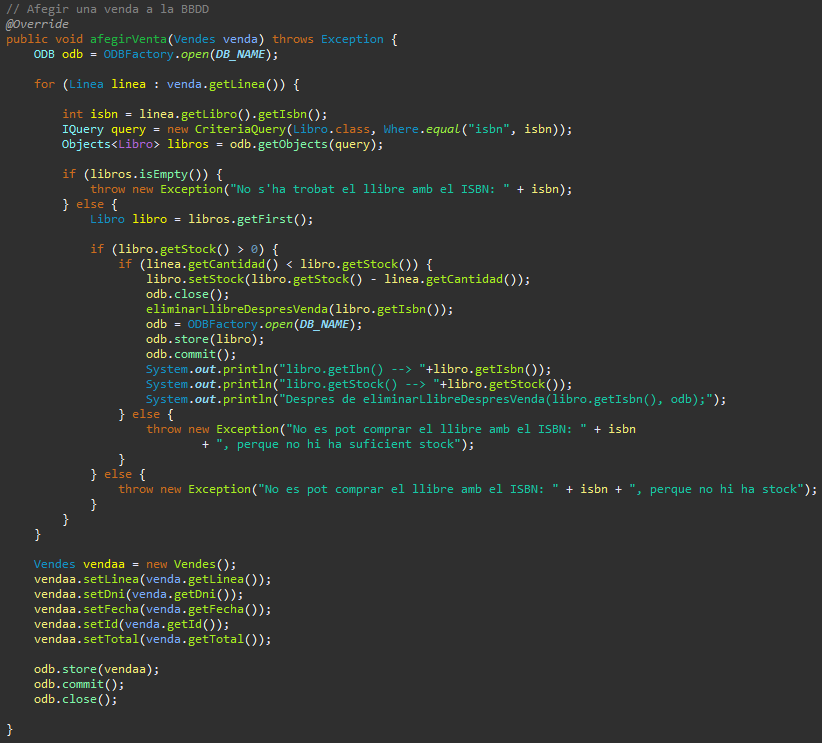 // Afegir una venda a la BBDD
@Override
public void afegirVenta(Vendes venda) throws Exception {
ODB odb = ODBFactory.open(DB_NAME);
for (Linea linea : venda.getLinea()) {
int isbn = linea.getLibro().getIsbn();
IQuery query = new CriteriaQuery(Libro.class, Where.equal("isbn", isbn));
Objects<Libro> libros = odb.getObjects(query);
if (libros.isEmpty()) {
throw new Exception("No s'ha trobat el llibre amb el ISBN: " + isbn);
} else {
Libro libro = libros.getFirst();
if (libro.getStock() > 0) {
if (linea.getCantidad() < libro.getStock()) {
libro.setStock(libro.getStock() - linea.getCantidad());
odb.close();
eliminarLlibreDespresVenda(libro.getIsbn());
odb = ODBFactory.open(DB_NAME);
odb.store(libro);
odb.commit();
System.out.println("libro.getIbn() --> "+libro.getIsbn());
System.out.println("libro.getStock() --> "+libro.getStock());
System.out.println("Despres de eliminarLlibreDespresVenda(libro.getIsbn(), odb);");
} else {
throw new Exception("No es pot comprar el llibre amb el ISBN: " + isbn
+ ", perque no hi ha suficient stock");
}
} else {
throw new Exception("No es pot comprar el llibre amb el ISBN: " + isbn + ", perque no hi ha stock");
}
}
}
Vendes vendaa = new Vendes();
vendaa.setLinea(venda.getLinea());
vendaa.setDni(venda.getDni());
vendaa.setFecha(venda.getFecha());
vendaa.setId(venda.getId());
vendaa.setTotal(venda.getTotal());
odb.store(vendaa);
odb.commit();
odb.close();
}